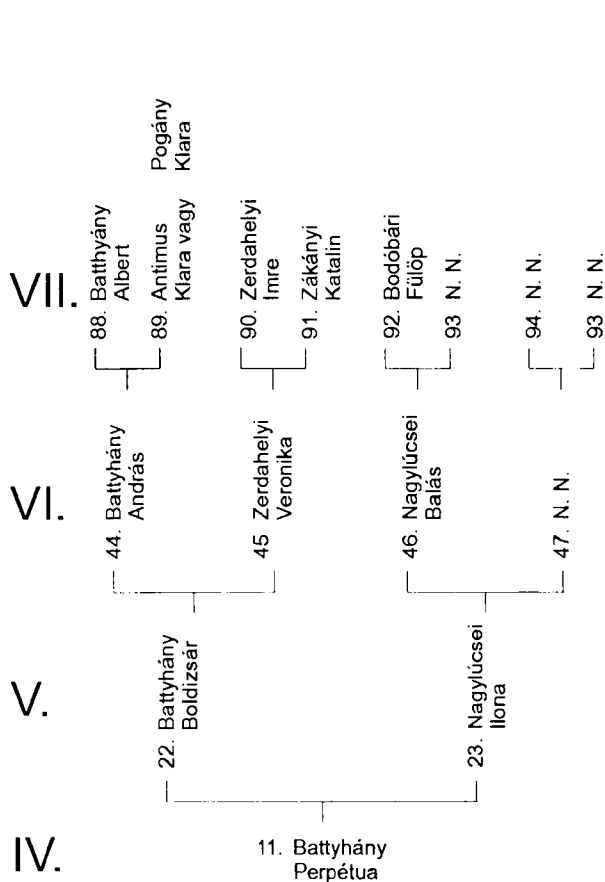 VII.
88. Batthyány
Albert
89. Antimus
Klara vagy
Pogány
Klara
90. Zerdahelyi
Imre
91. Zákányi
Katalin
92. Bodóbári
Fülöp
93 N. N.
94. N. N.
93 N. N.
VI.
44. Battyhány
András
45 Zerdahelyi
Veronika
46. Nagylúcsei
Balás
47. N. N.
V.
22. Battyhány
Boldizsár
23. Nagylúcsei
Ilona
IV.
11. Battyhány
Perpétua